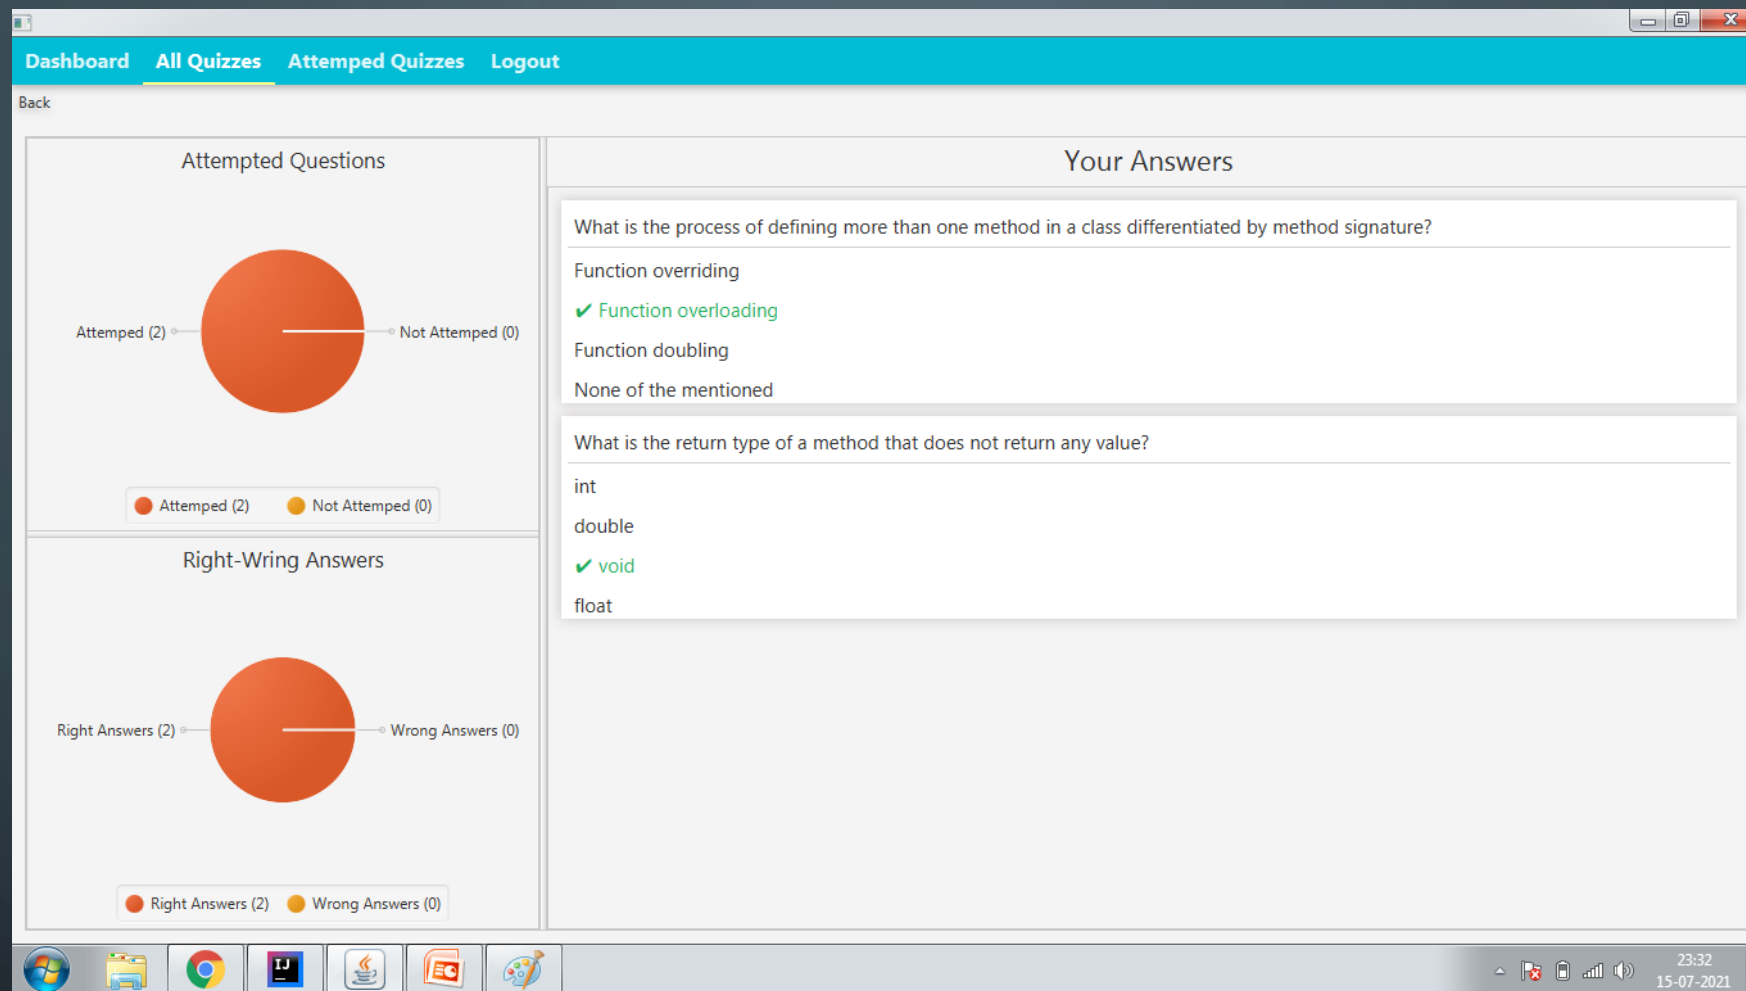 Dashboard All Quizzes Attemped Quizzes Logout
Back
Attempted Questions
Attemped (2)
Not Attemped (0)
Attemped (2) Not Attemped (0)
Right-Wring Answers
Right Answers (2)
Wrong Answers (0)
Right Answers (2) Wrong Answers (0)
Your Answers
What is the process of defining more than one method in a class differentiated by method signature?
Function overriding
✔ Function overloading
Function doubling
None of the mentioned
What is the return type of a method that does not return any value?
int
double
✔ void
float
IJ
23:32
15-07-2021